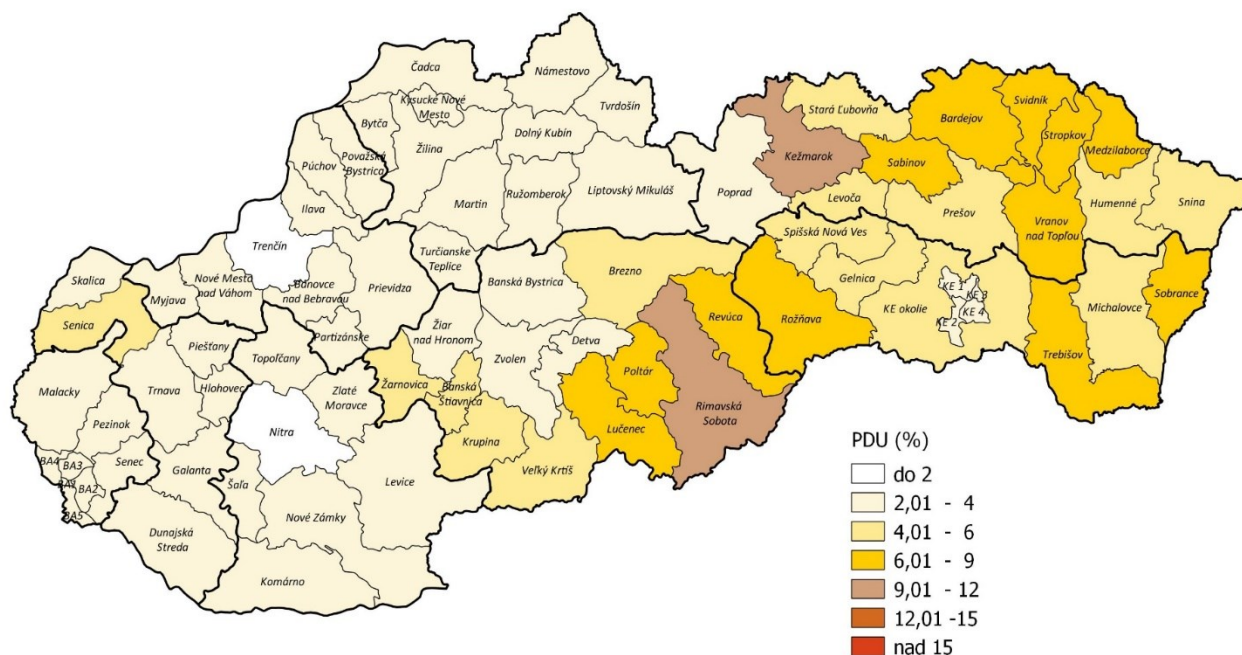 Čadca
Námestovo
Kysucké Nové
Mesto
Tvrdošín
Bytča
Žilina
Dolný Kubín
Stará Ľubovňa
Bardejov
Svidník
Stropkov
Medzilaborce
Púchov
Považská
Bystrica
Kežmarok
Sabinov
Ilava
Martin
Ružomberok
Liptovský Mikuláš
Poprad
Levoča
Prešov
Humenné
Snina
Vranov
nad Topľou
Trenčín
Turčianske
Teplice
Spišská Nová Ves
Skalica
Myjava
Nové Mesto
nad Váhom
Bánovce
nad Bebravou
Prievidza
Banská Bystrica
Brezno
Gelnica
KE 1
KE 3
KE 4
KE 2
KE okolie
Michalovce
Sobrance
Senica
Piešťany
Partizánske
Žiar
nad Hronom
Detva
Revúca
Rožňava
Trebišov
Topoľčany
Zvolen
Poltár
Malacky
Trnava
Hlohovec
Zlaté
Moravce
Žarnovica
Banská
Štiavnica
Rimavská
Sobota
Pezinok
Nitra
Krupina
Lučenec
BA4
BA3
BA2
BA5
Senec
Galanta
Šaľa
Levice
Veľký Krtíš
Nové Zámky
Dunajská
Streda
Komárno
PDU (%)
do 2
2,01 - 4
4,01 - 6
6,01 - 9
9,01 - 12
12,01 -15
nad 15